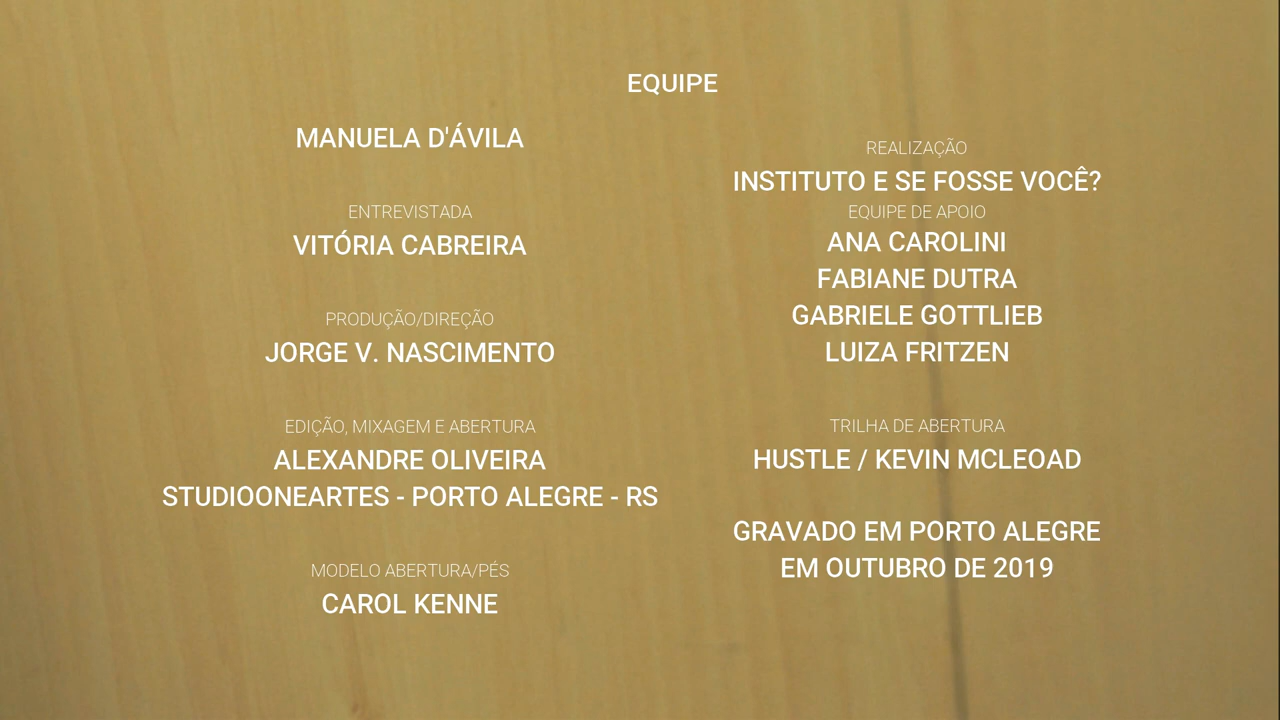 EQUIPE
MANUELA D'ÁVILA
ENTREVISTADA
VITÓRIA CABREIRA
PRODUÇÃO/DIREÇÃO
JORGE V. NASCIMENTO
EDIÇÃO, MIXAGEM E ABERTURA
ALEXANDRE OLIVEIRA
STUDIOONEARTES - PORTO ALEGRE - RS
MODELO ABERTURA/PÉS
CAROL KENNE
REALIZAÇÃO
INSTITUTO E SE FOSSE VOCÊ?
EQUIPE DE APOIO
ANA CAROLINI
FABIANE DUTRA
GABRIELE GOTTLIEB
LUIZA FRITZEN
TRILHA DE ABERTURA
HUSTLE / KEVIN MCLEOAD
GRAVADO EM PORTO ALEGRE
EM OUTUBRO DE 2019